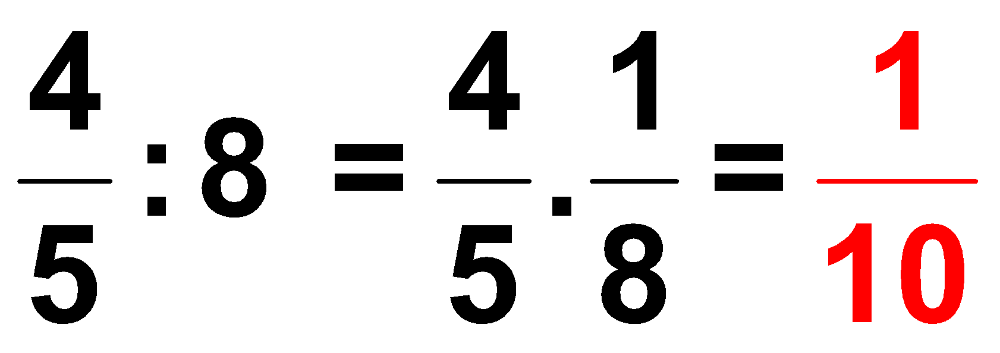 4/5 : 8 = 4/5 . 1/8 = 1/10